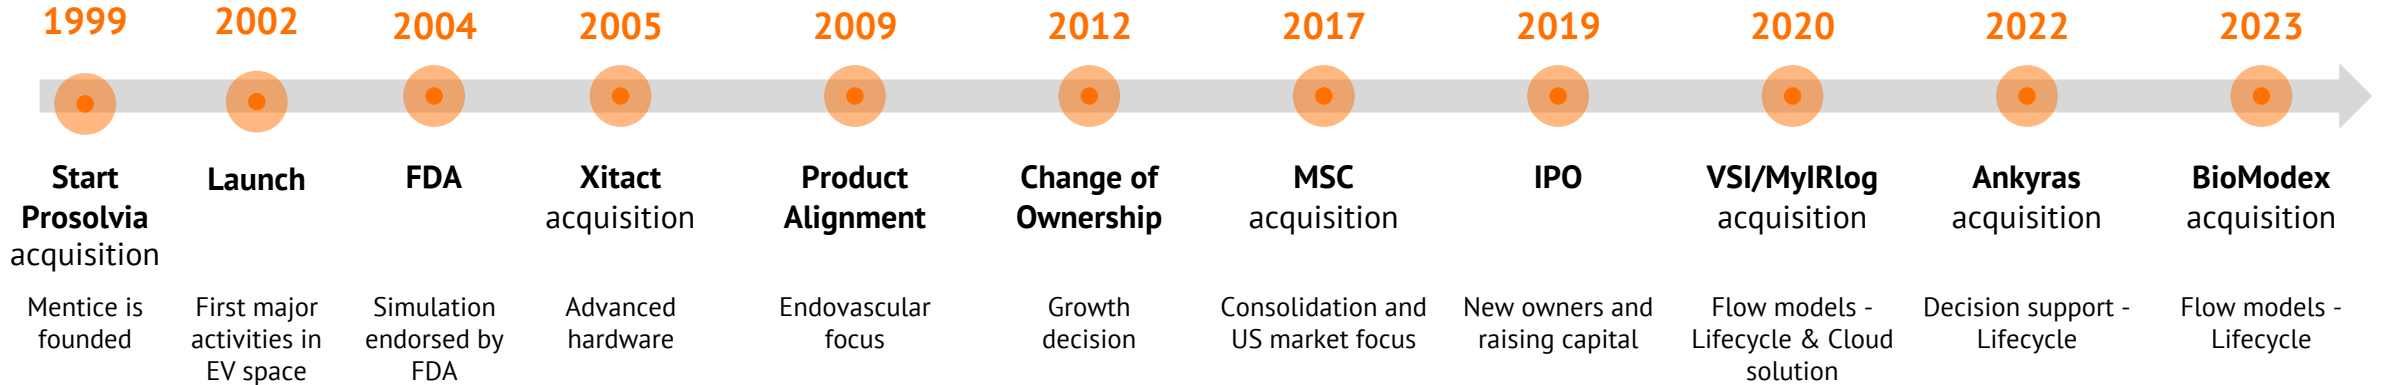 1999
Start
Prosolvia
acquisition
Mentice is
founded
2002
Launch
First major
activities in
EV space
2004
FDA
Simulation
endorsed by
FDA
2005
Xitact
acquisition
Advanced
hardware
2009
Product
Alignment
Endovascular
focus
2012
Change of
Ownership
Growth
decision
2017
MSC
acquisition
Consolidation and
US market focus
2019
IPO
New owners and
raising capital
2020
VSI/MyIRlog
acquisition
Flow models -
Lifecycle & Cloud
solution
2022
Ankyras
acquisition
Decision support -
Lifecycle
2023
BioModex
acquisition
Flow models -
Lifecycle